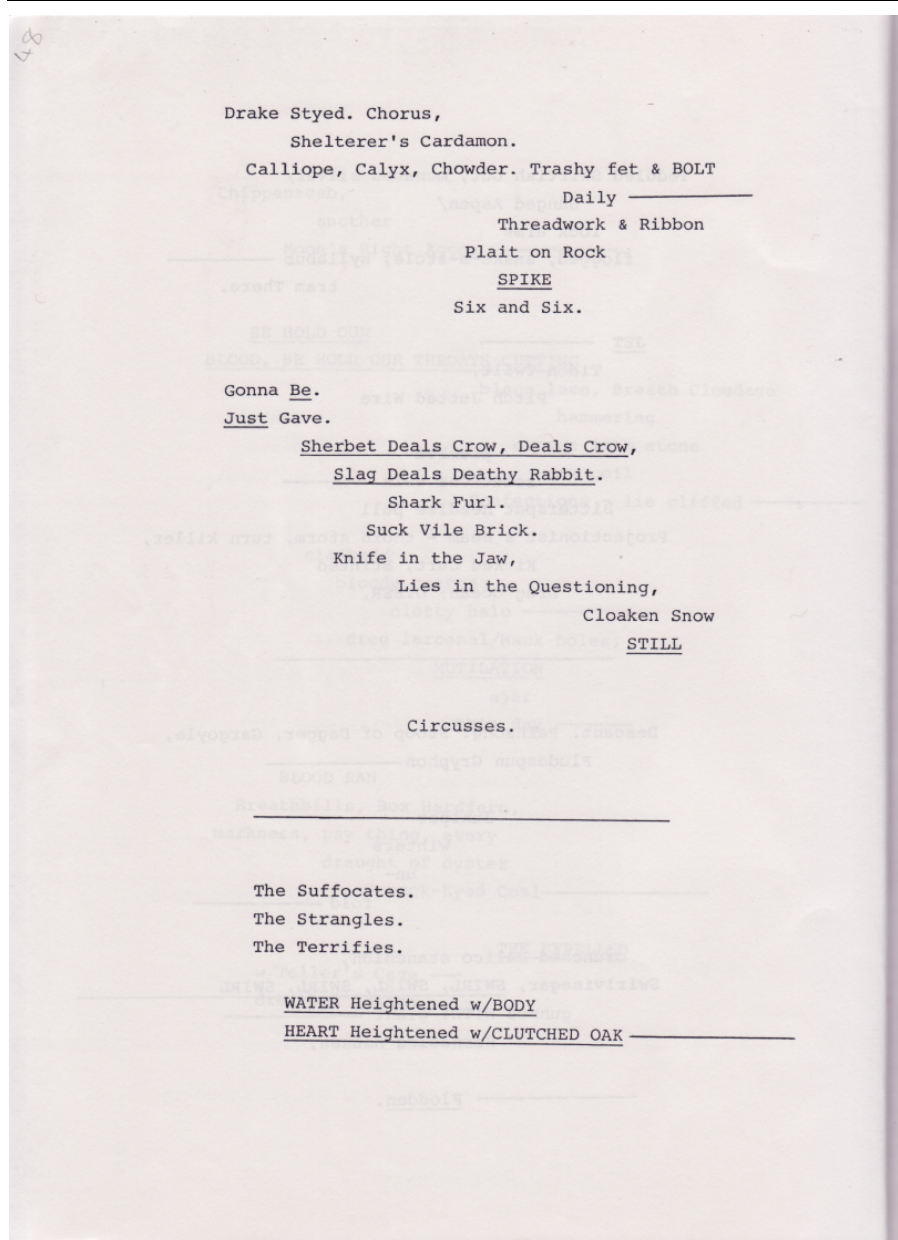 48
Drake Styed. Chorus,
Shelterer's Cardamon.
Calliope, Calyx, Chowder. Trashy fet & BOLT
Daily
Threadwork & Ribbon
Plait on Rock
SPIKE
Six and Six.
Gonna Be.
Just Gave.
Sherbet Deals Crow, Deals Crow,
Slag Deals Deathy Rabbit.
Shark Furl.
Suck Vile Brick.
Knife in the Jaw,
Lies in the Questioning,
Cloaken Snow
STILL
Circusses.
The Suffocates.
The Strangles.
The Terrifies.
WATER Heightened w/BODY
HEART Heightened w/CLUTCHED OAK